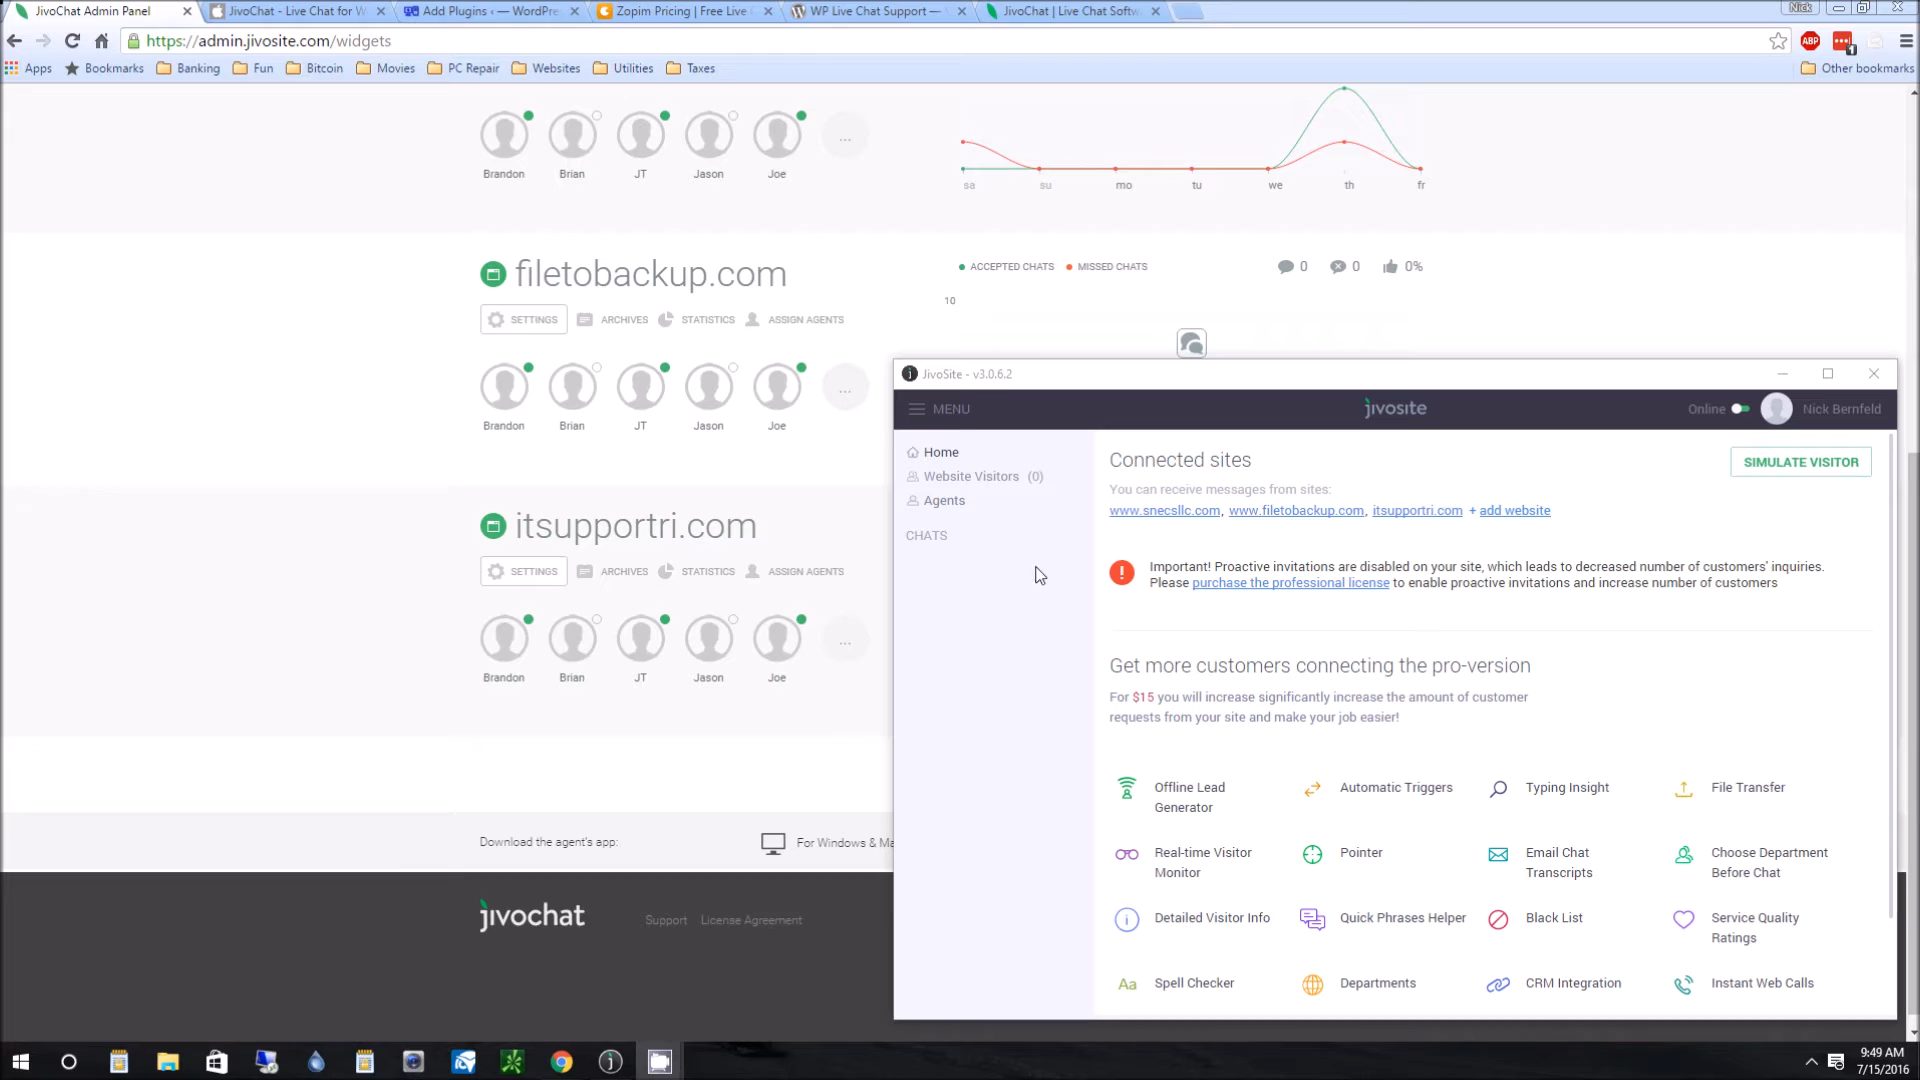 JivoChat Admin Panel
JivoChat - Live Chat for W
Add Plugins ‹ — WordPre
Zopim Pricing | Free Live
WP Live Chat Support —
JivoChat | Live Chat Softw
Nick
https://admin.jivosite.com/widgets
ABP
1
Apps
Bookmarks
Banking
Fun
Bitcoin
Movies
PC Repair
Websites
Utilities
Taxes
Other bookmarks
...
Brandon
Brian
JT
Jason
Joe
sa su mo tu we th fr
filetobackup.com
ACCEPTED CHATS MISSED CHATS
0 0 0%
10
SETTINGS ARCHIVES STATISTICS ASSIGN AGENTS
...
Brandon
Brian
JT
Jason
Joe
itsupportri.com
SETTINGS ARCHIVES STATISTICS ASSIGN AGENTS
...
Brandon
Brian
JT
Jason
Joe
Download the agent's app:
For Windows & Ma
jivochat
Support
License Agreement
JivoSite - v3.0.6.2
MENU
jivosite
Online
Nick Bernfeld
Home
Website Visitors (0)
Agents
CHATS
Connected sites
SIMULATE VISITOR
You can receive messages from sites:
www.snecsllc.com, www.filetobackup.com, itsupportri.com + add website
Important! Proactive invitations are disabled on your site, which leads to decreased number of customers' inquiries.
Please purchase the professional license to enable proactive invitations and increase number of customers
Get more customers connecting the pro-version
For $15 you will increase significantly increase the amount of customer
requests from your site and make your job easier!
Offline Lead
Generator
Automatic Triggers
Typing Insight
File Transfer
Real-time Visitor
Monitor
Pointer
Email Chat
Transcripts
Choose Department
Before Chat
Detailed Visitor Info
Quick Phrases Helper
Black List
Service Quality
Ratings
Aa
Spell Checker
Departments
CRM Integration
Instant Web Calls
9:49 AM
7/15/2016